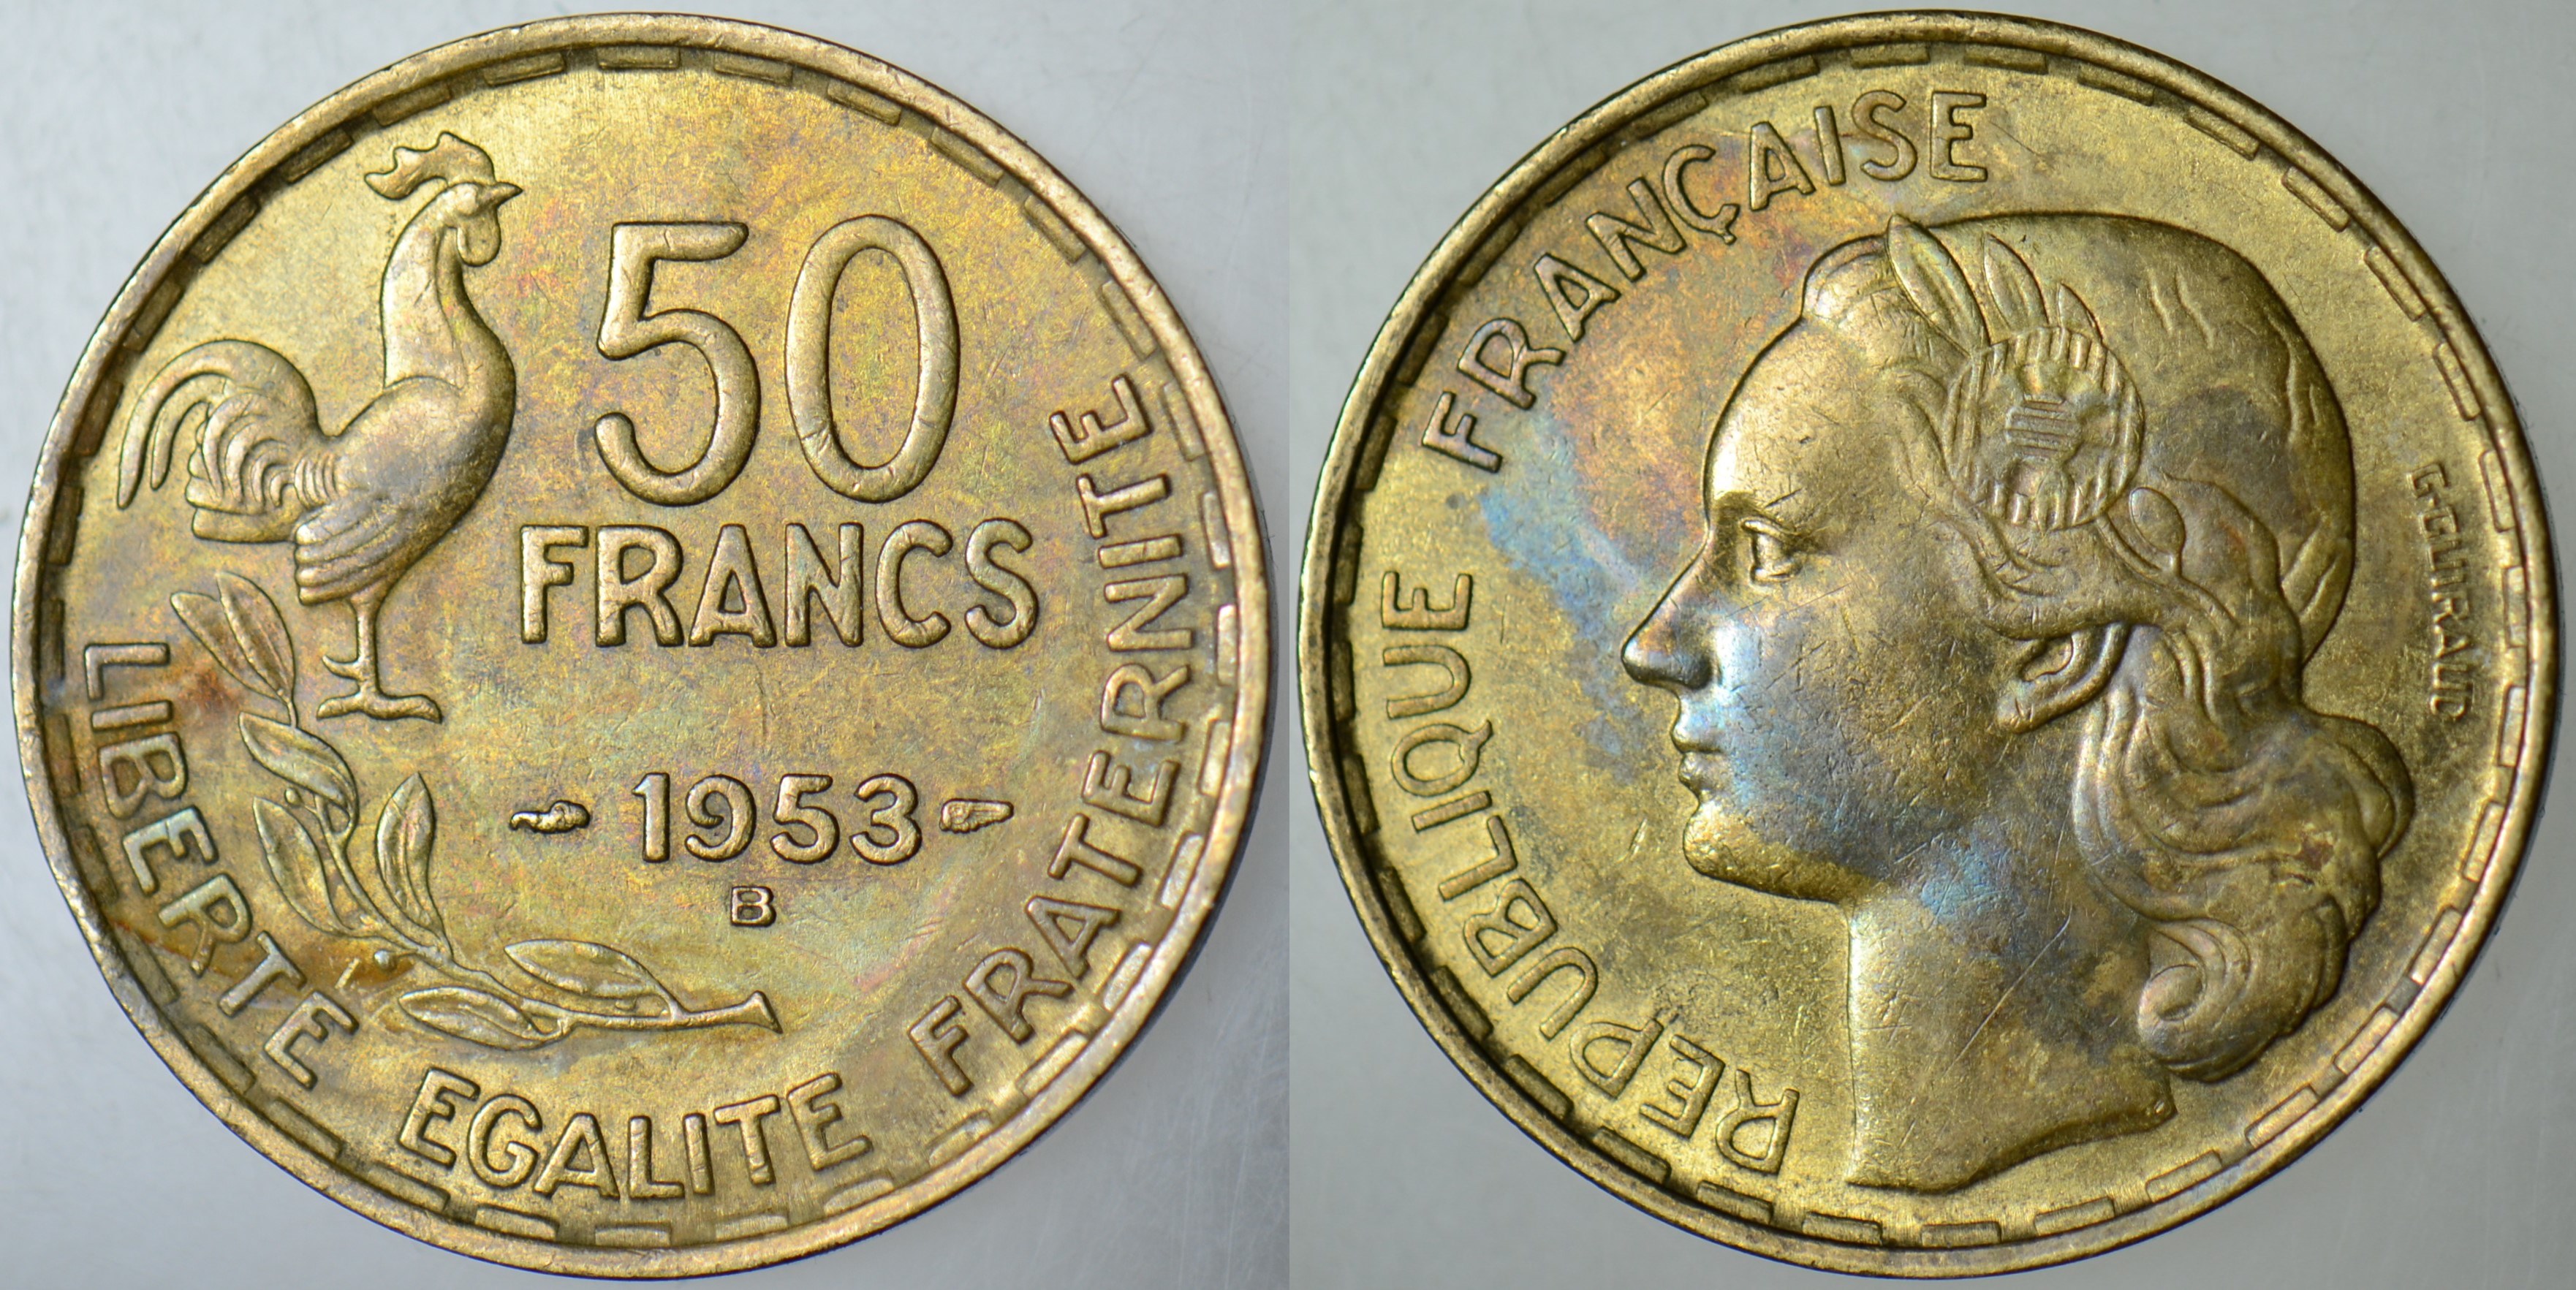 50
FRANCS
1953
B
LIBERTE EGALITE FRATERNITE
REPUBLIQUE FRANÇAISE
G·GUIRAUD